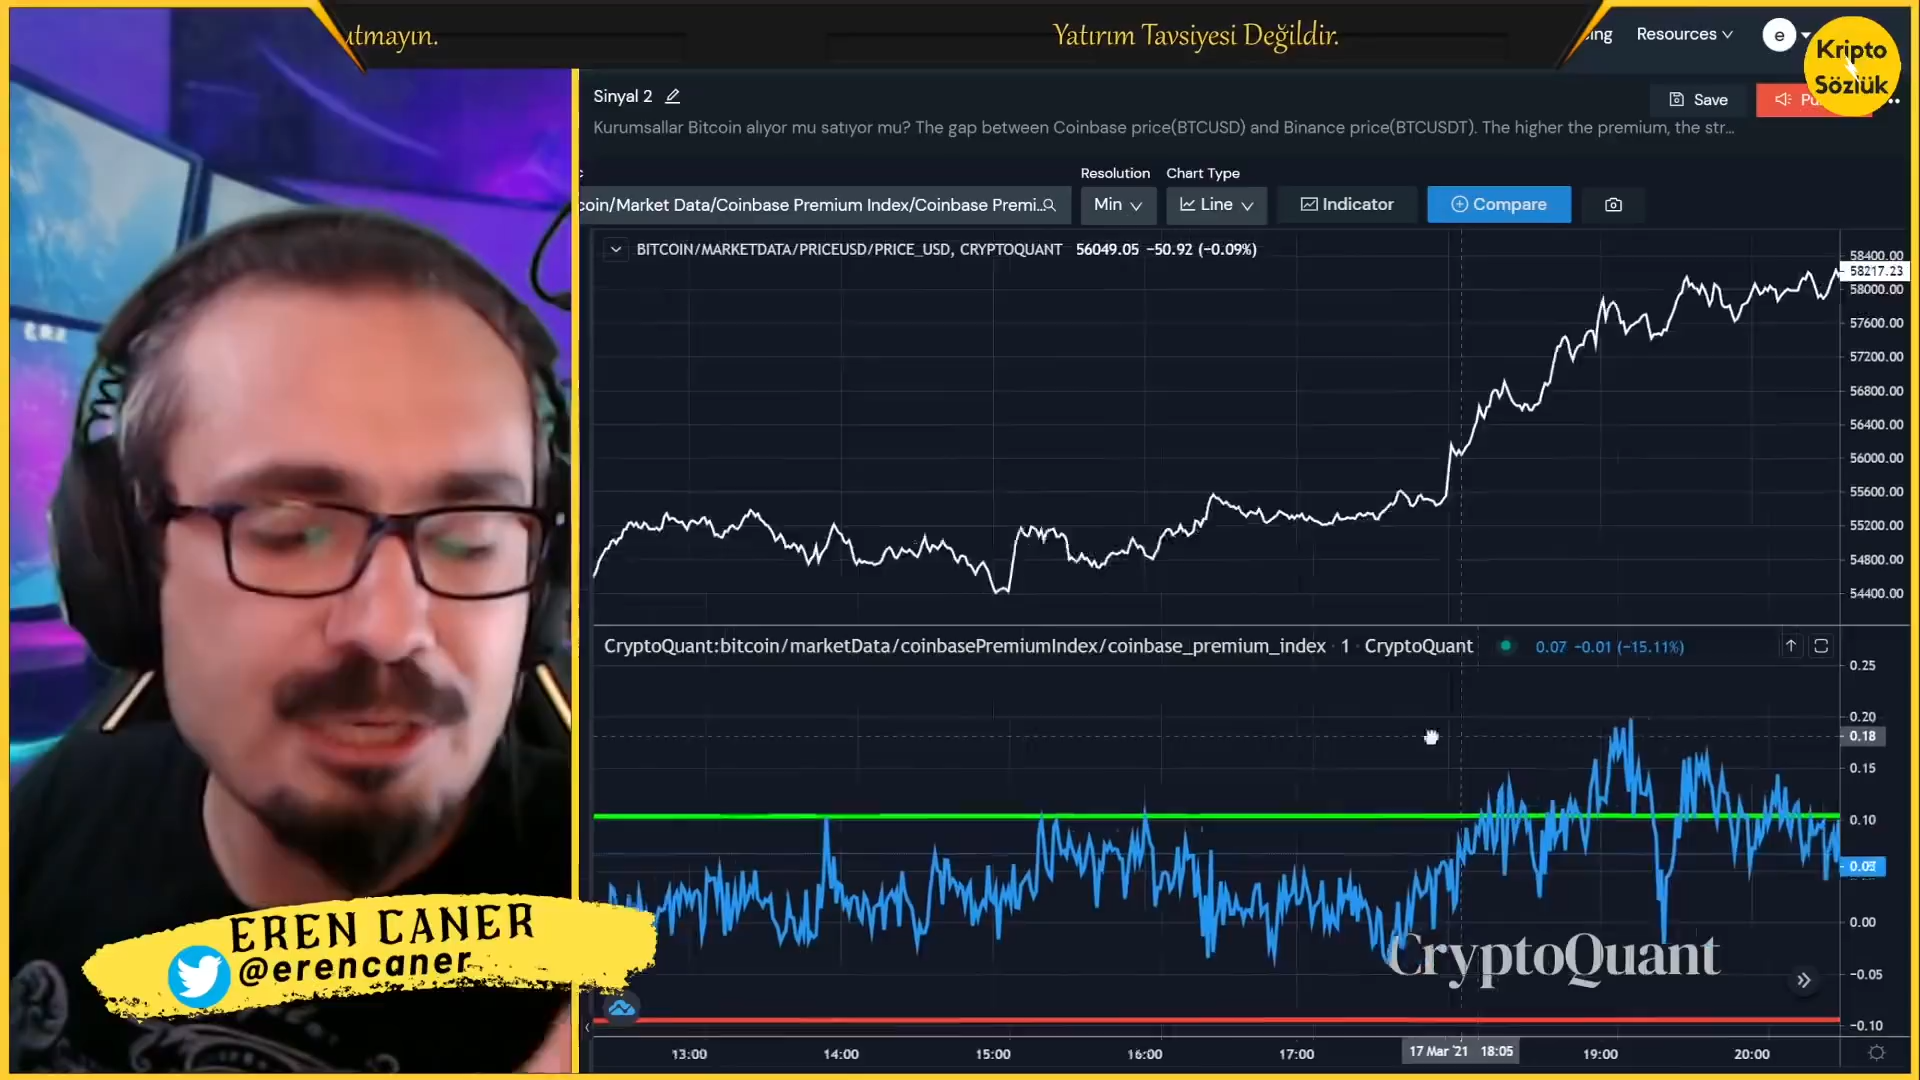 utmayın.
Yatırım Tavsiyesi Değildir.
Resources
e
Kripto
Sözlük
Sinyal 2
Save
Kurumsallar Bitcoin alıyor mu satıyor mu? The gap between Coinbase price(BTCUSD) and Binance price(BTCUSDT). The higher the premium, the str...
Resolution
Chart Type
coin/Market Data/Coinbase Premium Index/Coinbase Premi...
Min
Line
Indicator
Compare
BITCOIN/MARKETDATA/PRICEUSD/PRICE_USD, CRYPTOQUANT 56049.05 −50.92 (−0.09%)
58400.00
58217.23
58000.00
57600.00
57200.00
56800.00
56400.00
56000.00
55600.00
55200.00
54800.00
54400.00
CryptoQuant:bitcoin/marketData/coinbasePremiumIndex/coinbase_premium_index · 1 · CryptoQuant 0.07 −0.01 (−15.11%)
0.25
0.20
0.18
0.15
0.10
0.00
−0.05
−0.10
CryptoQuant
EREN CANER
@erencaner
13:00
14:00
15:00
16:00
17:00
17 Mar '21 18:05
19:00
20:00